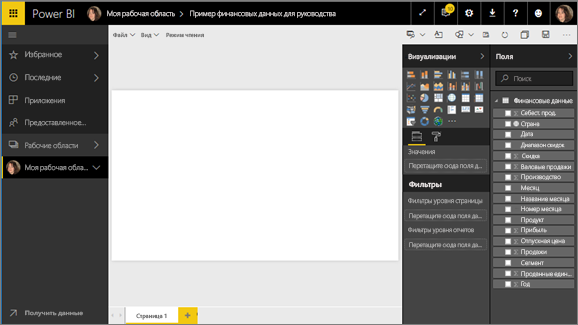 Power BI
Моя рабочая область > Пример финансовых данных для руководства
10
?
Файл
Вид
Режим чтения
Избранное
Последние
Приложения
Предоставленное...
Рабочие области
Моя рабочая обла...
Получить данные
Страница 1
+
Визуализации
Значения
Перетащите сюда поля д...
Фильтры
Фильтры уровня страницы
Перетащите сюда поля да...
Фильтры уровня отчетов
Перетащите сюда поля да...
Поля
Поиск
Финансовые данные
Себест. прод.
Страна
Дата
Диапазон скидок
Скидка
Валовые продажи
Производство
Месяц
Название месяца
Номер месяца
Продукт
Прибыль
Отпускная цена
Продажи
Сегмент
Проданные един...
Год